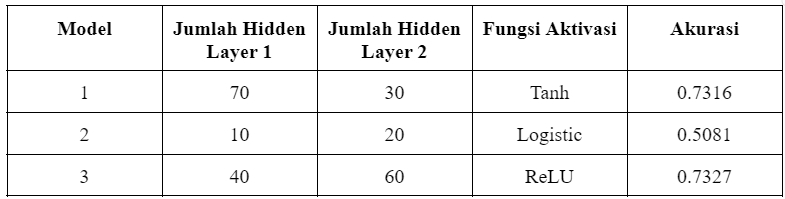 Model Jumlah Hidden Layer 1 Jumlah Hidden Layer 2 Fungsi Aktivasi Akurasi
1 70 30 Tanh 0.7316
2 10 20 Logistic 0.5081
3 40 60 ReLU 0.7327